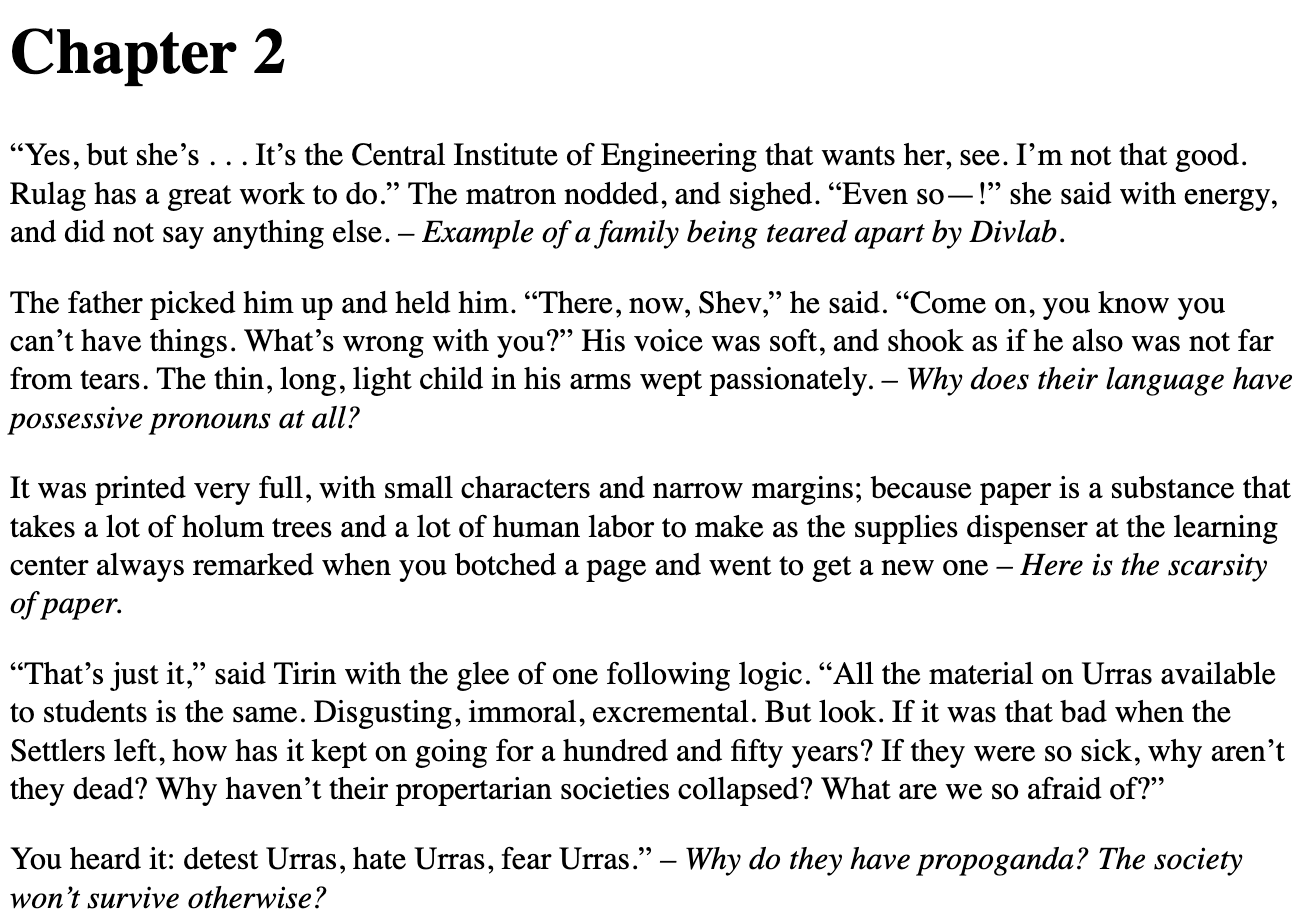 Chapter 2
“Yes, but she’s . . . It’s the Central Institute of Engineering that wants her, see. I’m not that good.
Rulag has a great work to do.” The matron nodded, and sighed. “Even so—!” she said with energy,
and did not say anything else. – Example of a family being teared apart by Divlab.
The father picked him up and held him. “There, now, Shev,” he said. “Come on, you know you
can’t have things. What’s wrong with you?” His voice was soft, and shook as if he also was not far
from tears. The thin, long, light child in his arms wept passionately. – Why does their language have
possessive pronouns at all?
It was printed very full, with small characters and narrow margins; because paper is a substance that
takes a lot of holum trees and a lot of human labor to make as the supplies dispenser at the learning
center always remarked when you botched a page and went to get a new one – Here is the scarsity
of paper.
“That’s just it,” said Tirin with the glee of one following logic. “All the material on Urras available
to students is the same. Disgusting, immoral, excremental. But look. If it was that bad when the
Settlers left, how has it kept on going for a hundred and fifty years? If they were so sick, why aren’t
they dead? Why haven’t their propertarian societies collapsed? What are we so afraid of?”
You heard it: detest Urras, hate Urras, fear Urras.” – Why do they have propoganda? The society
won’t survive otherwise?